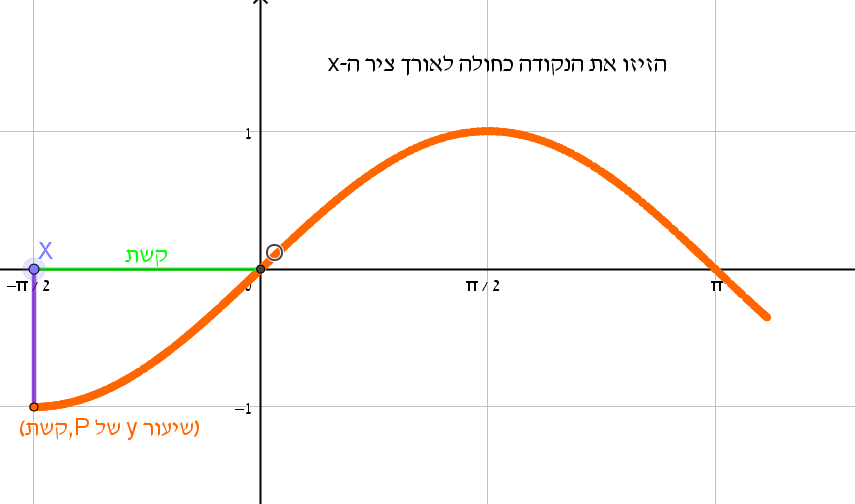 הזיזו את הנקודה כחולה לאורך ציר ה-x
1
קשת
X
−π / 2
0
π / 2
π
−1
(שיעור y של P,קשת)